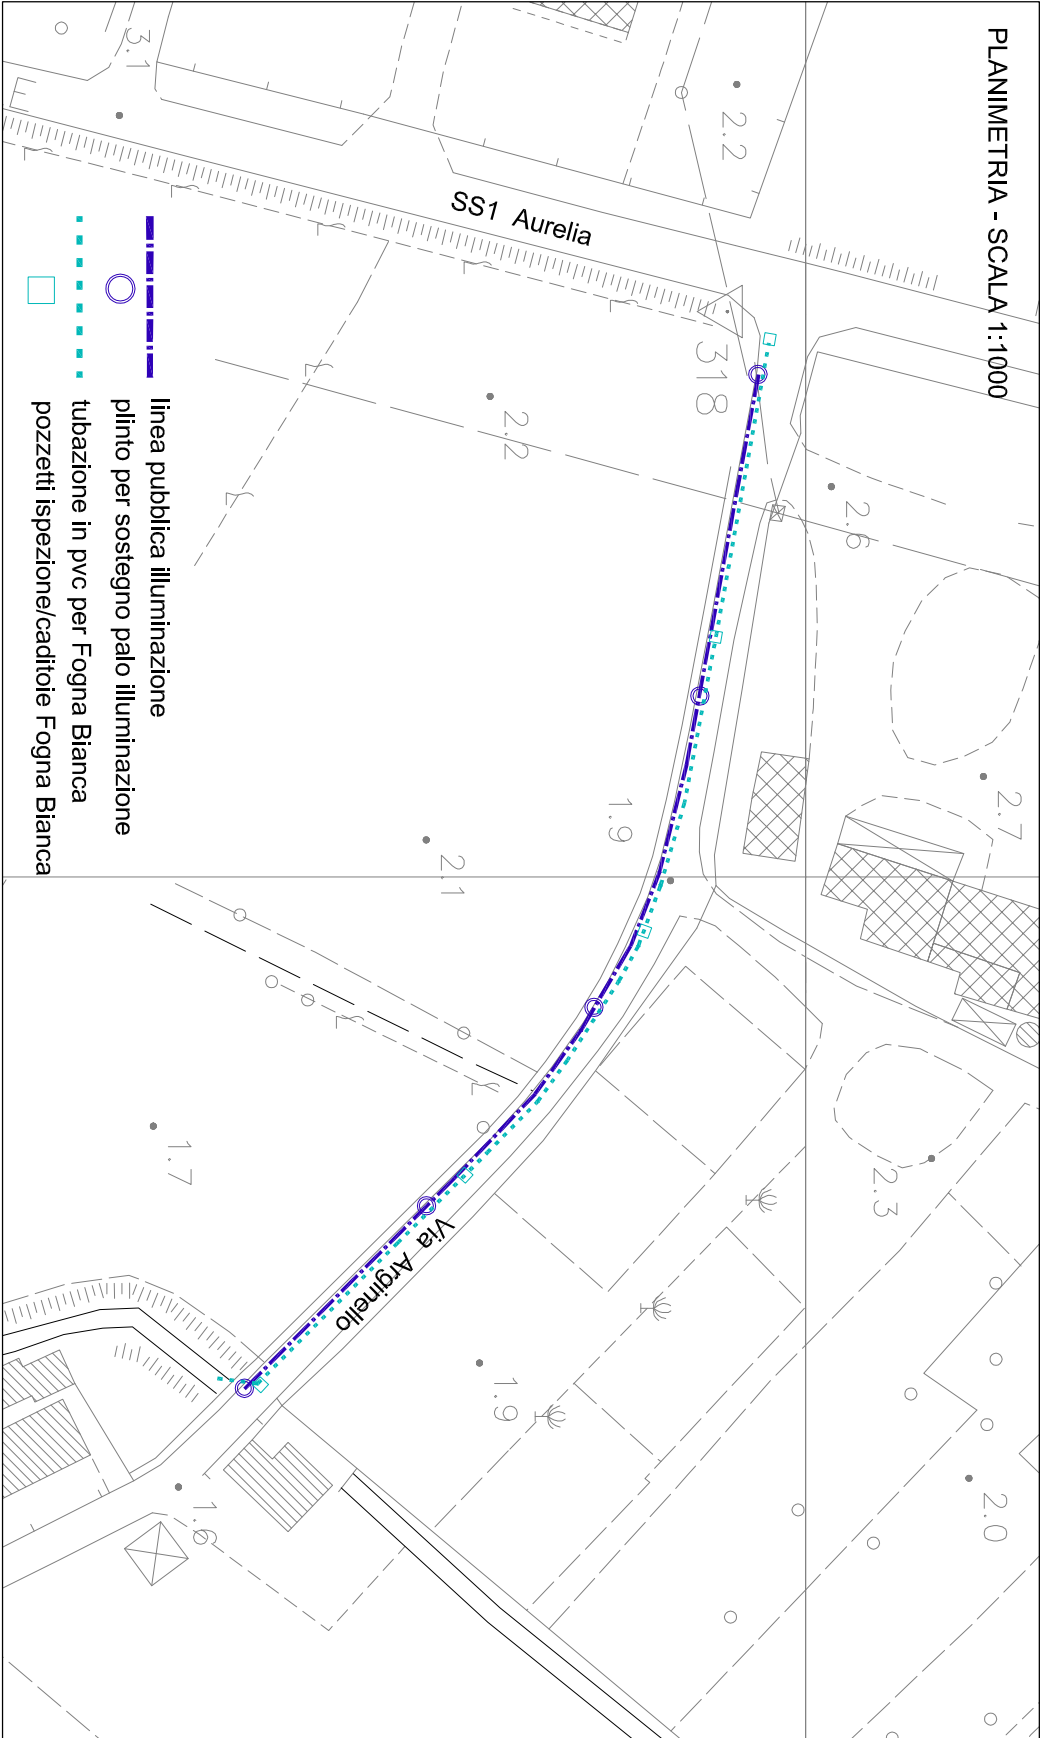 PLANIMETRIA - SCALA 1:1000
3.1
E
2.2
SS1 Aurelia
318
2.2
2.6
2.7
1.9
2.1
linea pubblica illuminazione
plinto per sostegno palo illuminazione
tubazione in pvc per Fogna Bianca
pozzetti ispezione/caditoie Fogna Bianca
1.7
2.3
Via Arginello
1.9
2.0